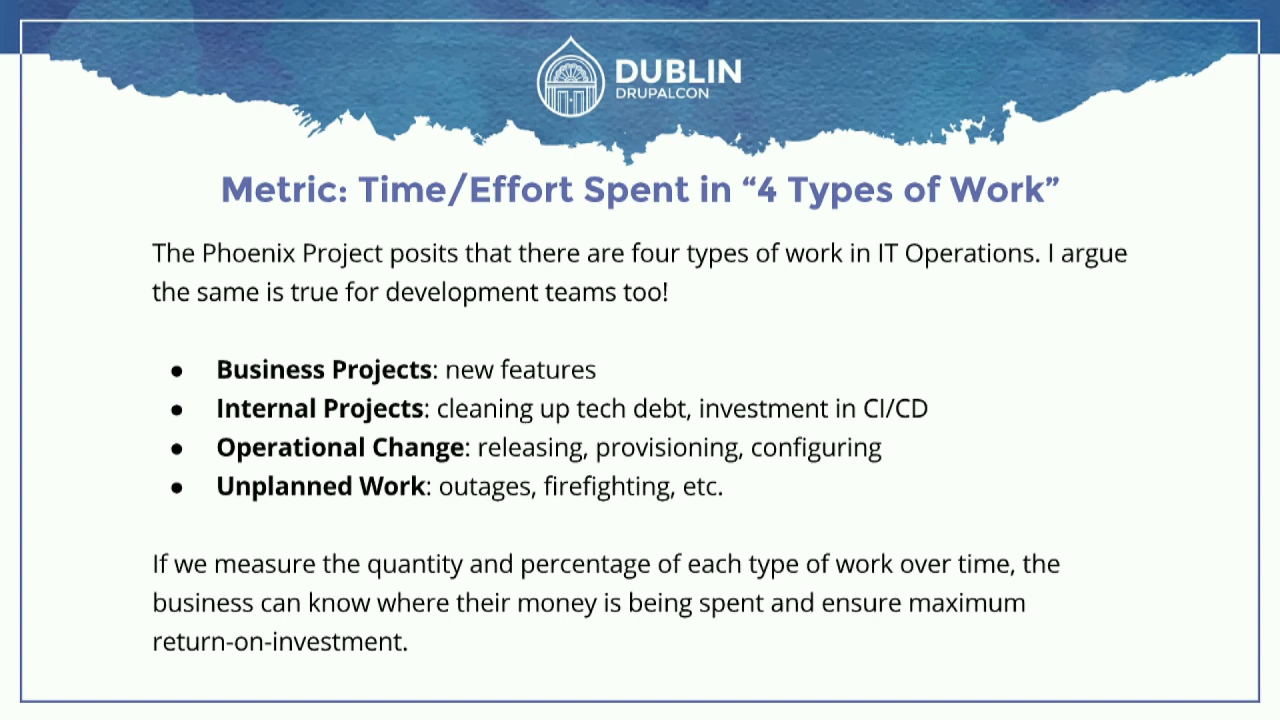 DUBLIN
DRUPALCON
Metric: Time/Effort Spent in “4 Types of Work”
The Phoenix Project posits that there are four types of work in IT Operations. I argue
the same is true for development teams too!
● Business Projects: new features
● Internal Projects: cleaning up tech debt, investment in CI/CD
● Operational Change: releasing, provisioning, configuring
● Unplanned Work: outages, firefighting, etc.
If we measure the quantity and percentage of each type of work over time, the
business can know where their money is being spent and ensure maximum
return-on-investment.